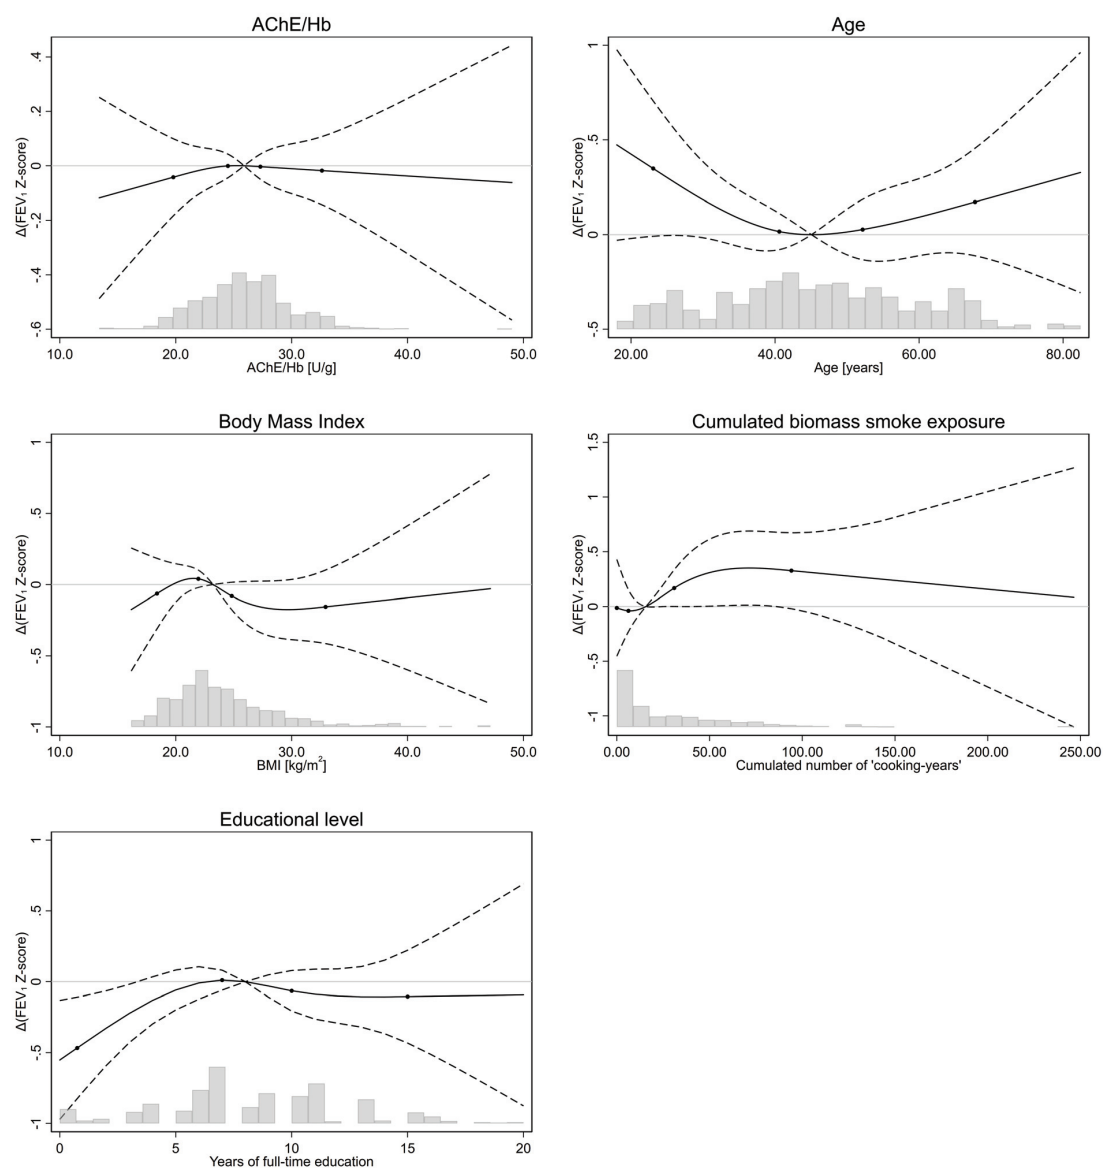 AChE/Hb
.4
.2
0
-.2
-.4
-.6
Δ(FEV₁ Z-score)
10.0 20.0 30.0 40.0 50.0
AChE/Hb [U/g]
Age
1
.5
0
-.5
Δ(FEV₁ Z-score)
20.00 40.00 60.00 80.00
Age [years]
Body Mass Index
1
.5
0
-.5
-1
Δ(FEV₁ Z-score)
10.0 20.0 30.0 40.0 50.0
BMI [kg/m²]
Cumulated biomass smoke exposure
1.5
1
.5
0
-.5
-1
Δ(FEV₁ Z-score)
0.00 50.00 100.00 150.00 200.00 250.00
Cumulated number of 'cooking-years'
Educational level
1
.5
0
-.5
-1
Δ(FEV₁ Z-score)
0 5 10 15 20
Years of full-time education